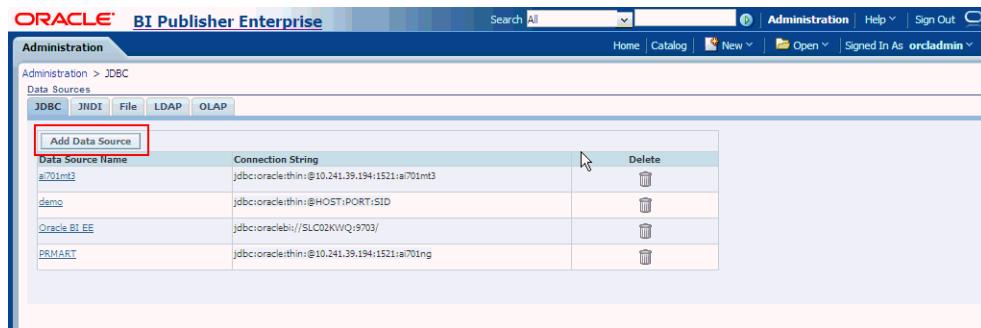 ORACLE BI Publisher Enterprise Search All Administration Help Sign Out
Administration Home Catalog New Open Signed In As orcladmin
Administration > JDBC
Data Sources
JDBC JNDI File LDAP OLAP
Add Data Source
Data Source Name Connection String Delete
ai701mt3 jdbc:oracle:thin:@10.241.39.194:1521:ai701mt3
demo jdbc:oracle:thin:@HOST:PORT:SID
Oracle BI EE jdbc:oraclebi://SLC02KWQ:9703/
PRMART jdbc:oracle:thin:@10.241.39.194:1521:ai701ng